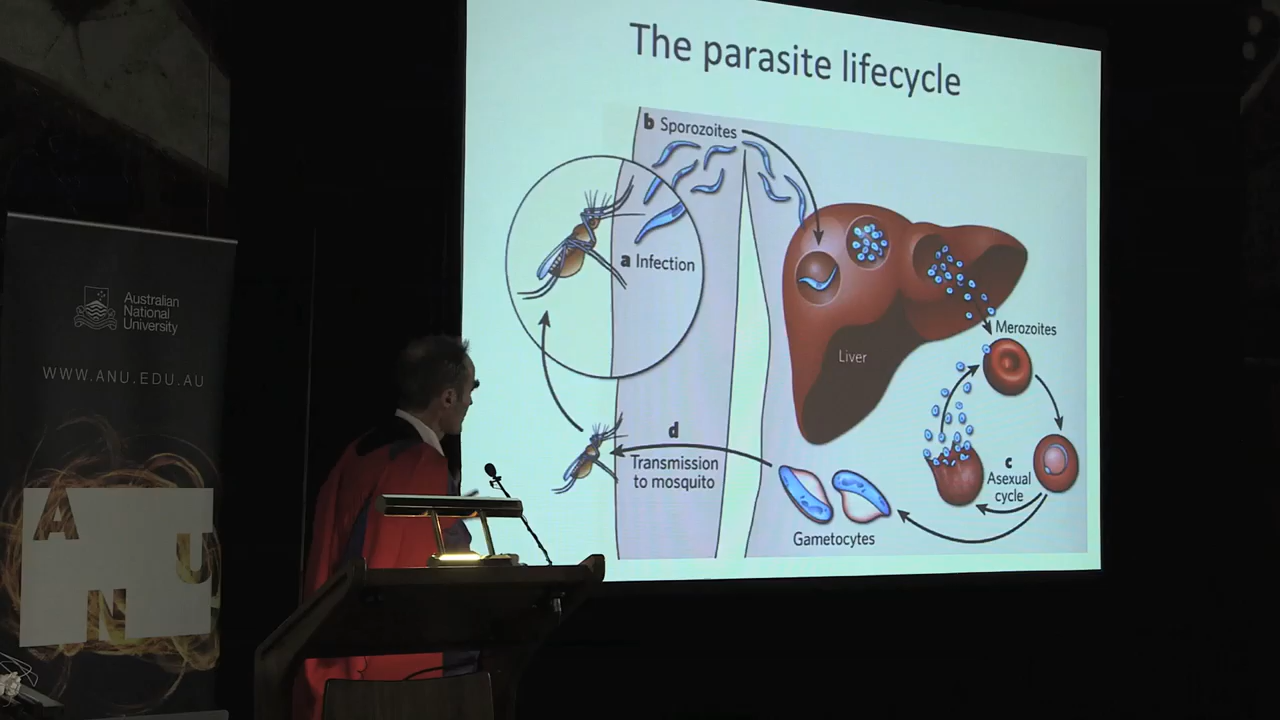 The parasite lifecycle
b Sporozoites
a Infection
Liver
Merozoites
c
Asexual
cycle
d
Transmission
to mosquito
Gametocytes
Australian
National
University
WWW.ANU.EDU.AU
A
U
N